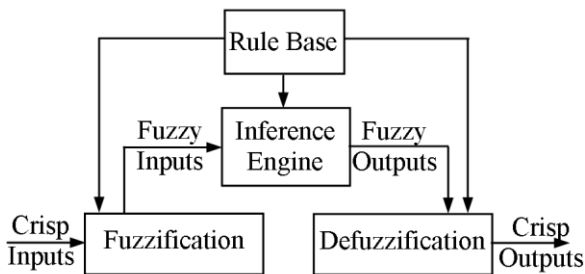 Rule Base
Fuzzy
Inputs
Inference
Engine
Fuzzy
Outputs
Crisp
Inputs
Fuzzification
Defuzzification
Crisp
Outputs